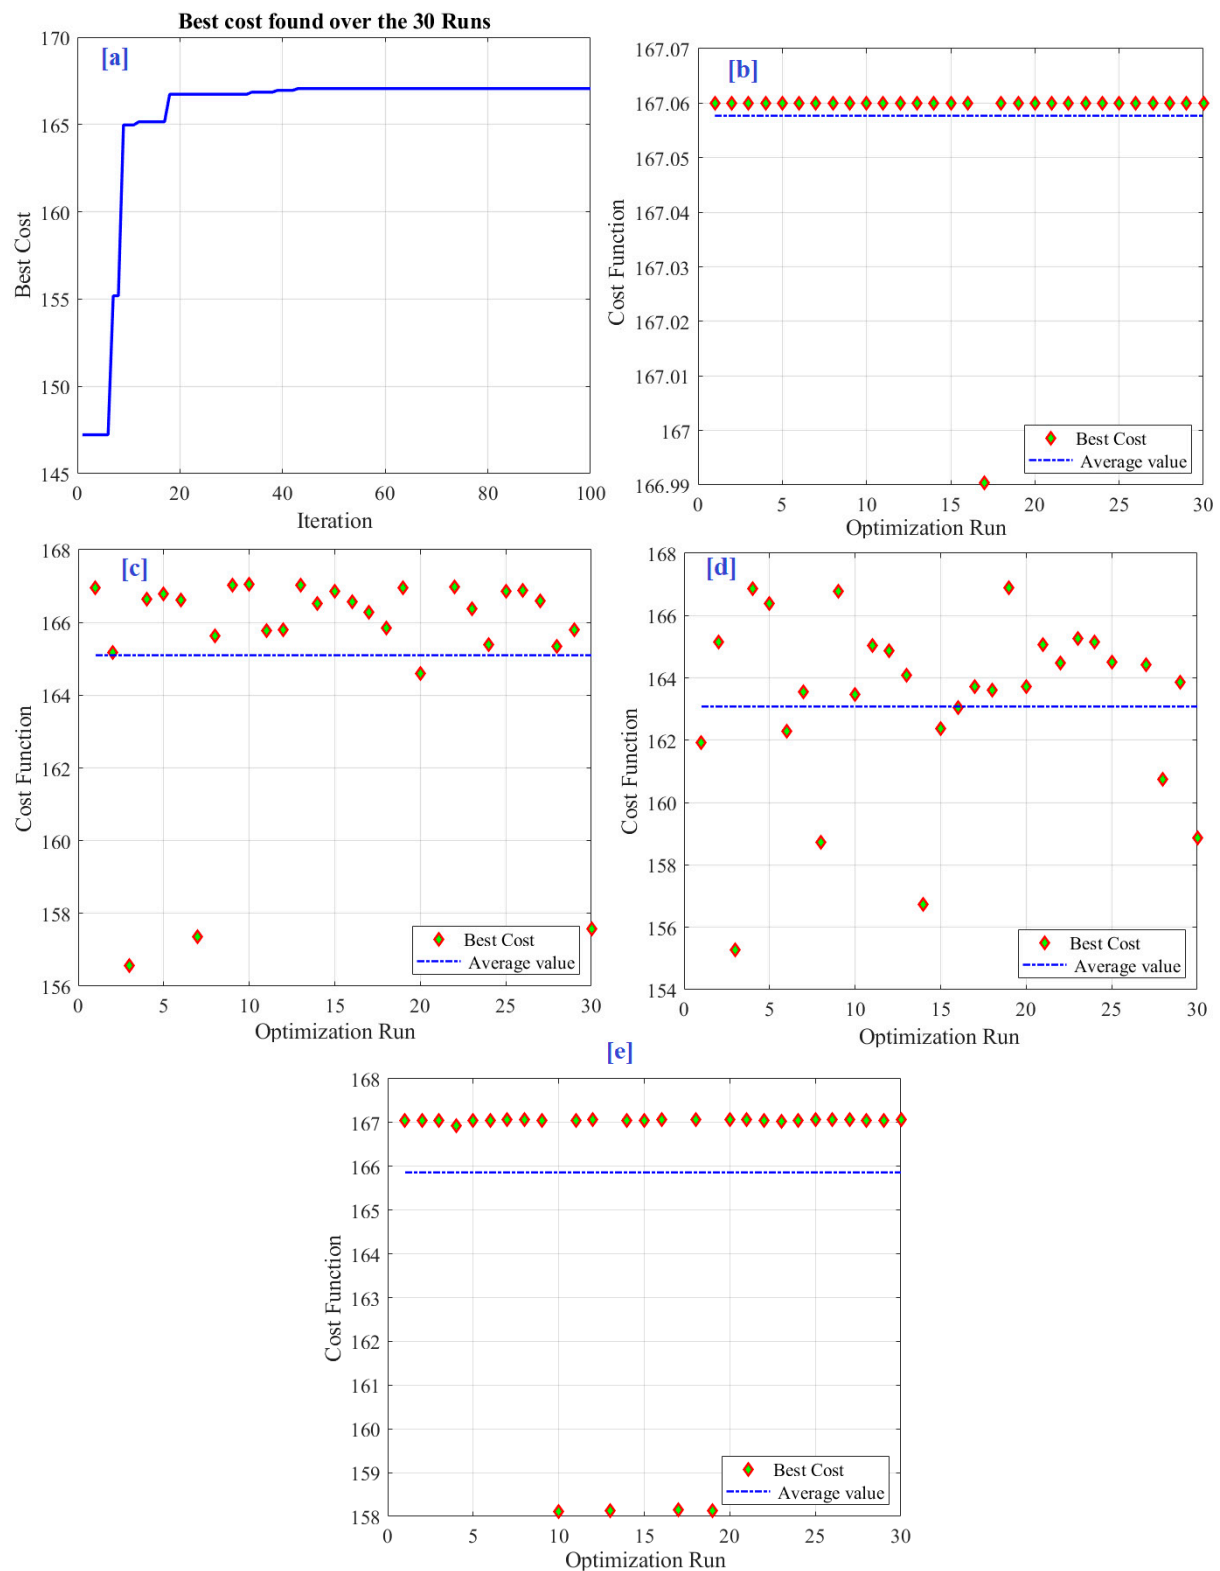 Best cost found over the 30 Runs
[a]
170
165
160
155
150
145
Best Cost
0 20 40 60 80 100
Iteration
[b]
167.07
167.06
167.05
167.04
167.03
167.02
167.01
167
166.99
Cost Function
Best Cost
Average value
0 5 10 15 20 25 30
Optimization Run
[c]
168
166
164
162
160
158
156
Cost Function
Best Cost
Average value
0 5 10 15 20 25 30
Optimization Run
[d]
168
166
164
162
160
158
156
154
Cost Function
Best Cost
Average value
0 5 10 15 20 25 30
Optimization Run
[e]
168
167
166
165
164
163
162
161
160
159
158
Cost Function
Best Cost
Average value
0 5 10 15 20 25 30
Optimization Run